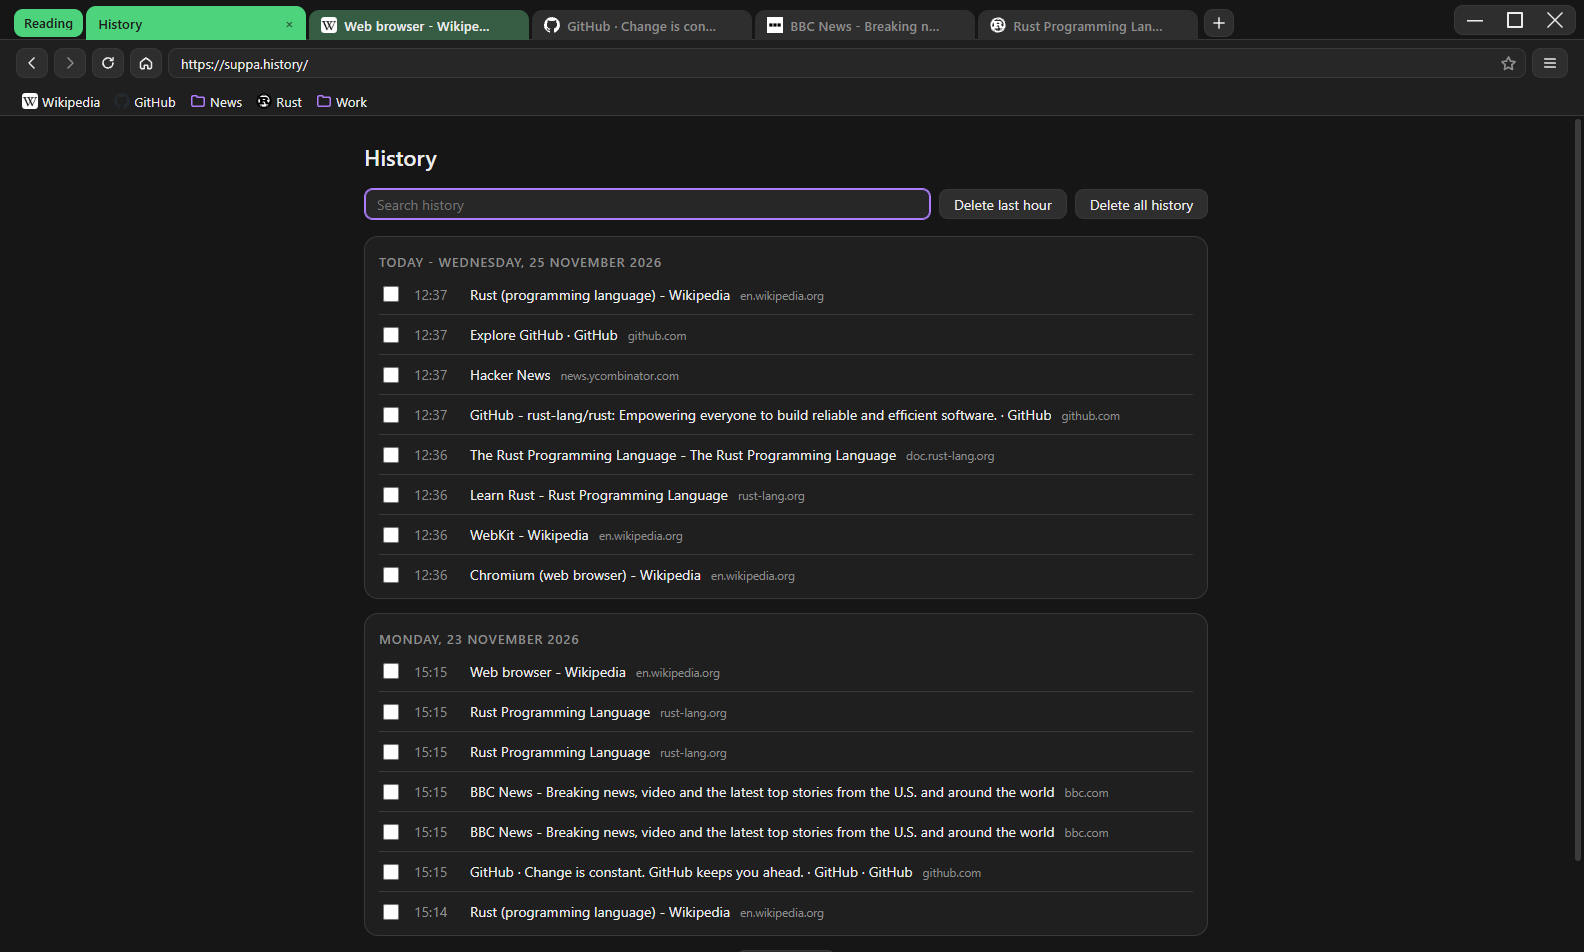 Reading
History
Web browser - Wikipe...
GitHub · Change is con...
BBC News - Breaking n...
Rust Programming Lan...
https://suppa.history/
Wikipedia
GitHub
News
Rust
Work
History
Search history
Delete last hour
Delete all history
TODAY - WEDNESDAY, 25 NOVEMBER 2026
12:37 Rust (programming language) - Wikipedia en.wikipedia.org
12:37 Explore GitHub · GitHub github.com
12:37 Hacker News news.ycombinator.com
12:37 GitHub - rust-lang/rust: Empowering everyone to build reliable and efficient software. · GitHub github.com
12:36 The Rust Programming Language - The Rust Programming Language doc.rust-lang.org
12:36 Learn Rust - Rust Programming Language rust-lang.org
12:36 WebKit - Wikipedia en.wikipedia.org
12:36 Chromium (web browser) - Wikipedia en.wikipedia.org
MONDAY, 23 NOVEMBER 2026
15:15 Web browser - Wikipedia en.wikipedia.org
15:15 Rust Programming Language rust-lang.org
15:15 Rust Programming Language rust-lang.org
15:15 BBC News - Breaking news, video and the latest top stories from the U.S. and around the world bbc.com
15:15 BBC News - Breaking news, video and the latest top stories from the U.S. and around the world bbc.com
15:15 GitHub · Change is constant. GitHub keeps you ahead. · GitHub · GitHub github.com
15:14 Rust (programming language) - Wikipedia en.wikipedia.org